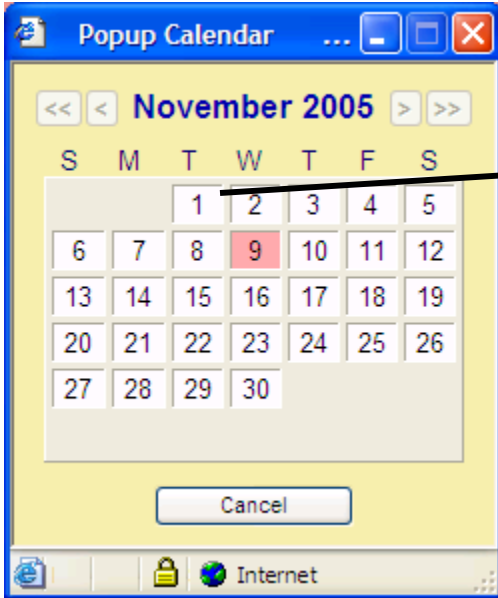 Popup Calendar ...
<< < November 2005 > >>
S M T W T F S
1 2 3 4 5
6 7 8 9 10 11 12
13 14 15 16 17 18 19
20 21 22 23 24 25 26
27 28 29 30
Cancel
Internet